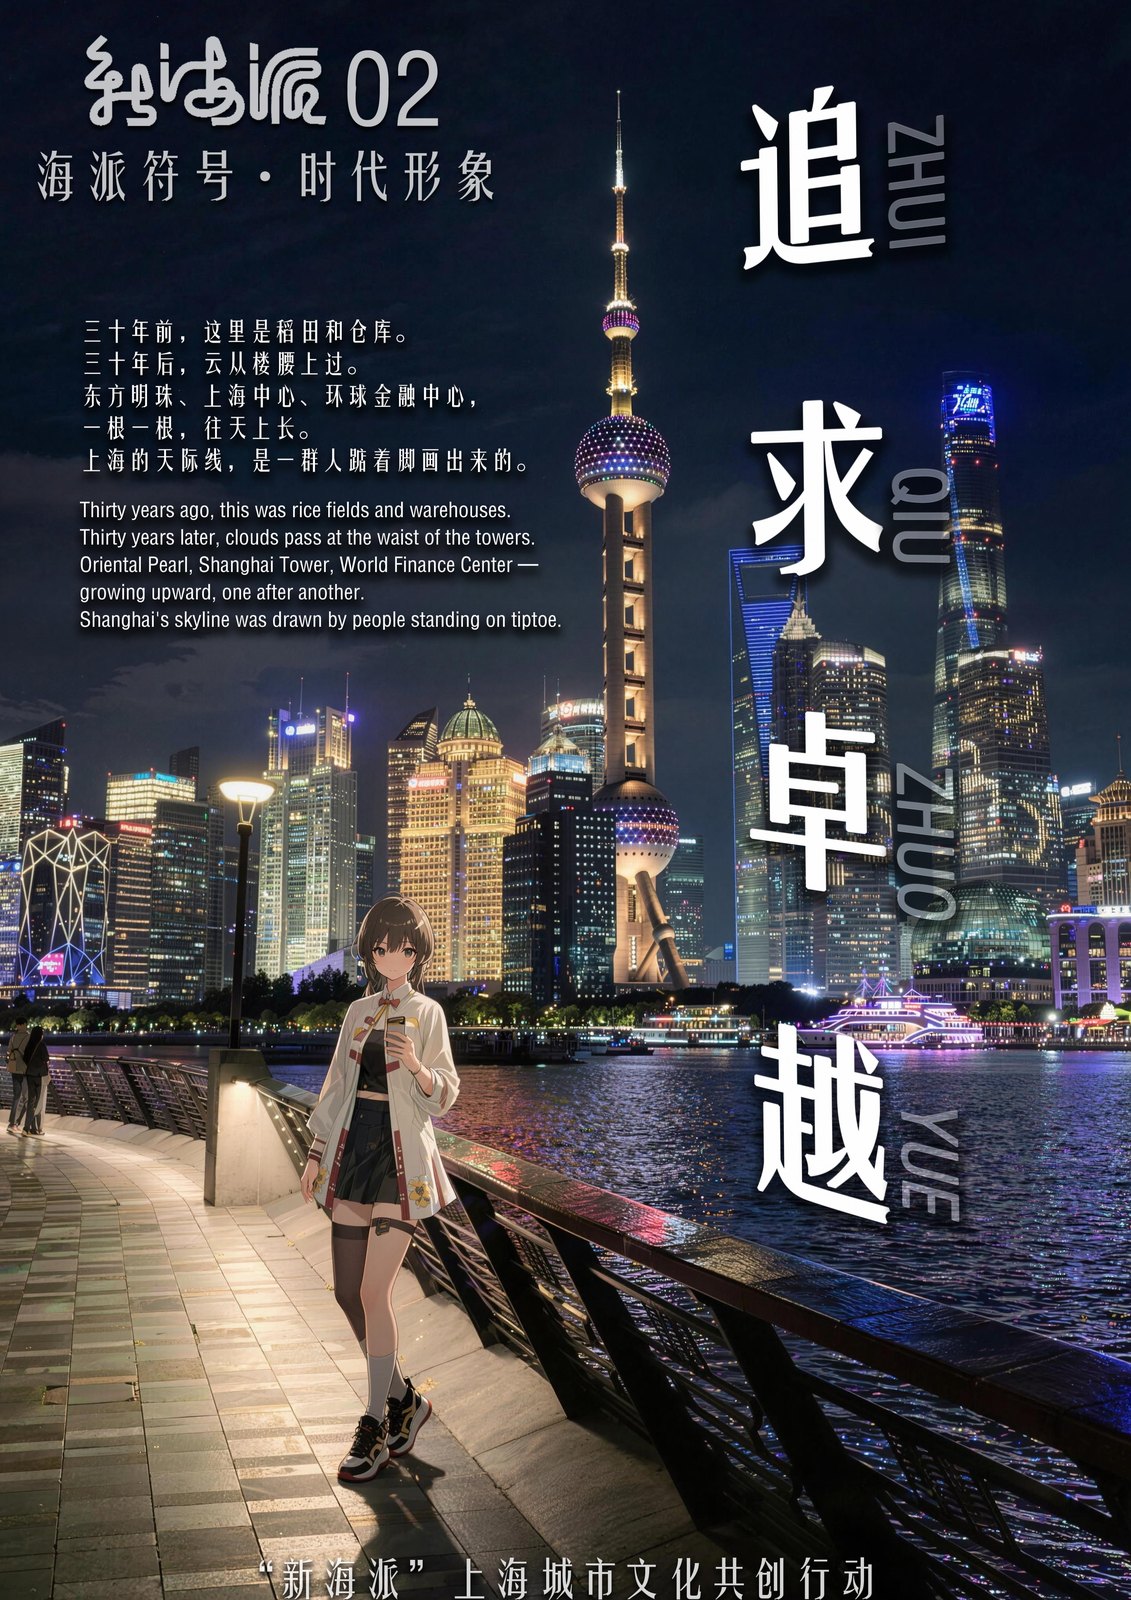 新海派 02
海派符号·时代形象
三十年前，这里是稻田和仓库。
三十年后，云从楼腰上过。
东方明珠、上海中心、环球金融中心，
一根一根，往天上长。
上海的天际线，是一群人踮着脚画出来的。
Thirty years ago, this was rice fields and warehouses.
Thirty years later, clouds pass at the waist of the towers.
Oriental Pearl, Shanghai Tower, World Finance Center —
growing upward, one after another.
Shanghai's skyline was drawn by people standing on tiptoe.
追求卓越
ZHUI
QIU
ZHUO
YUE
“新海派”上海城市文化共创行动